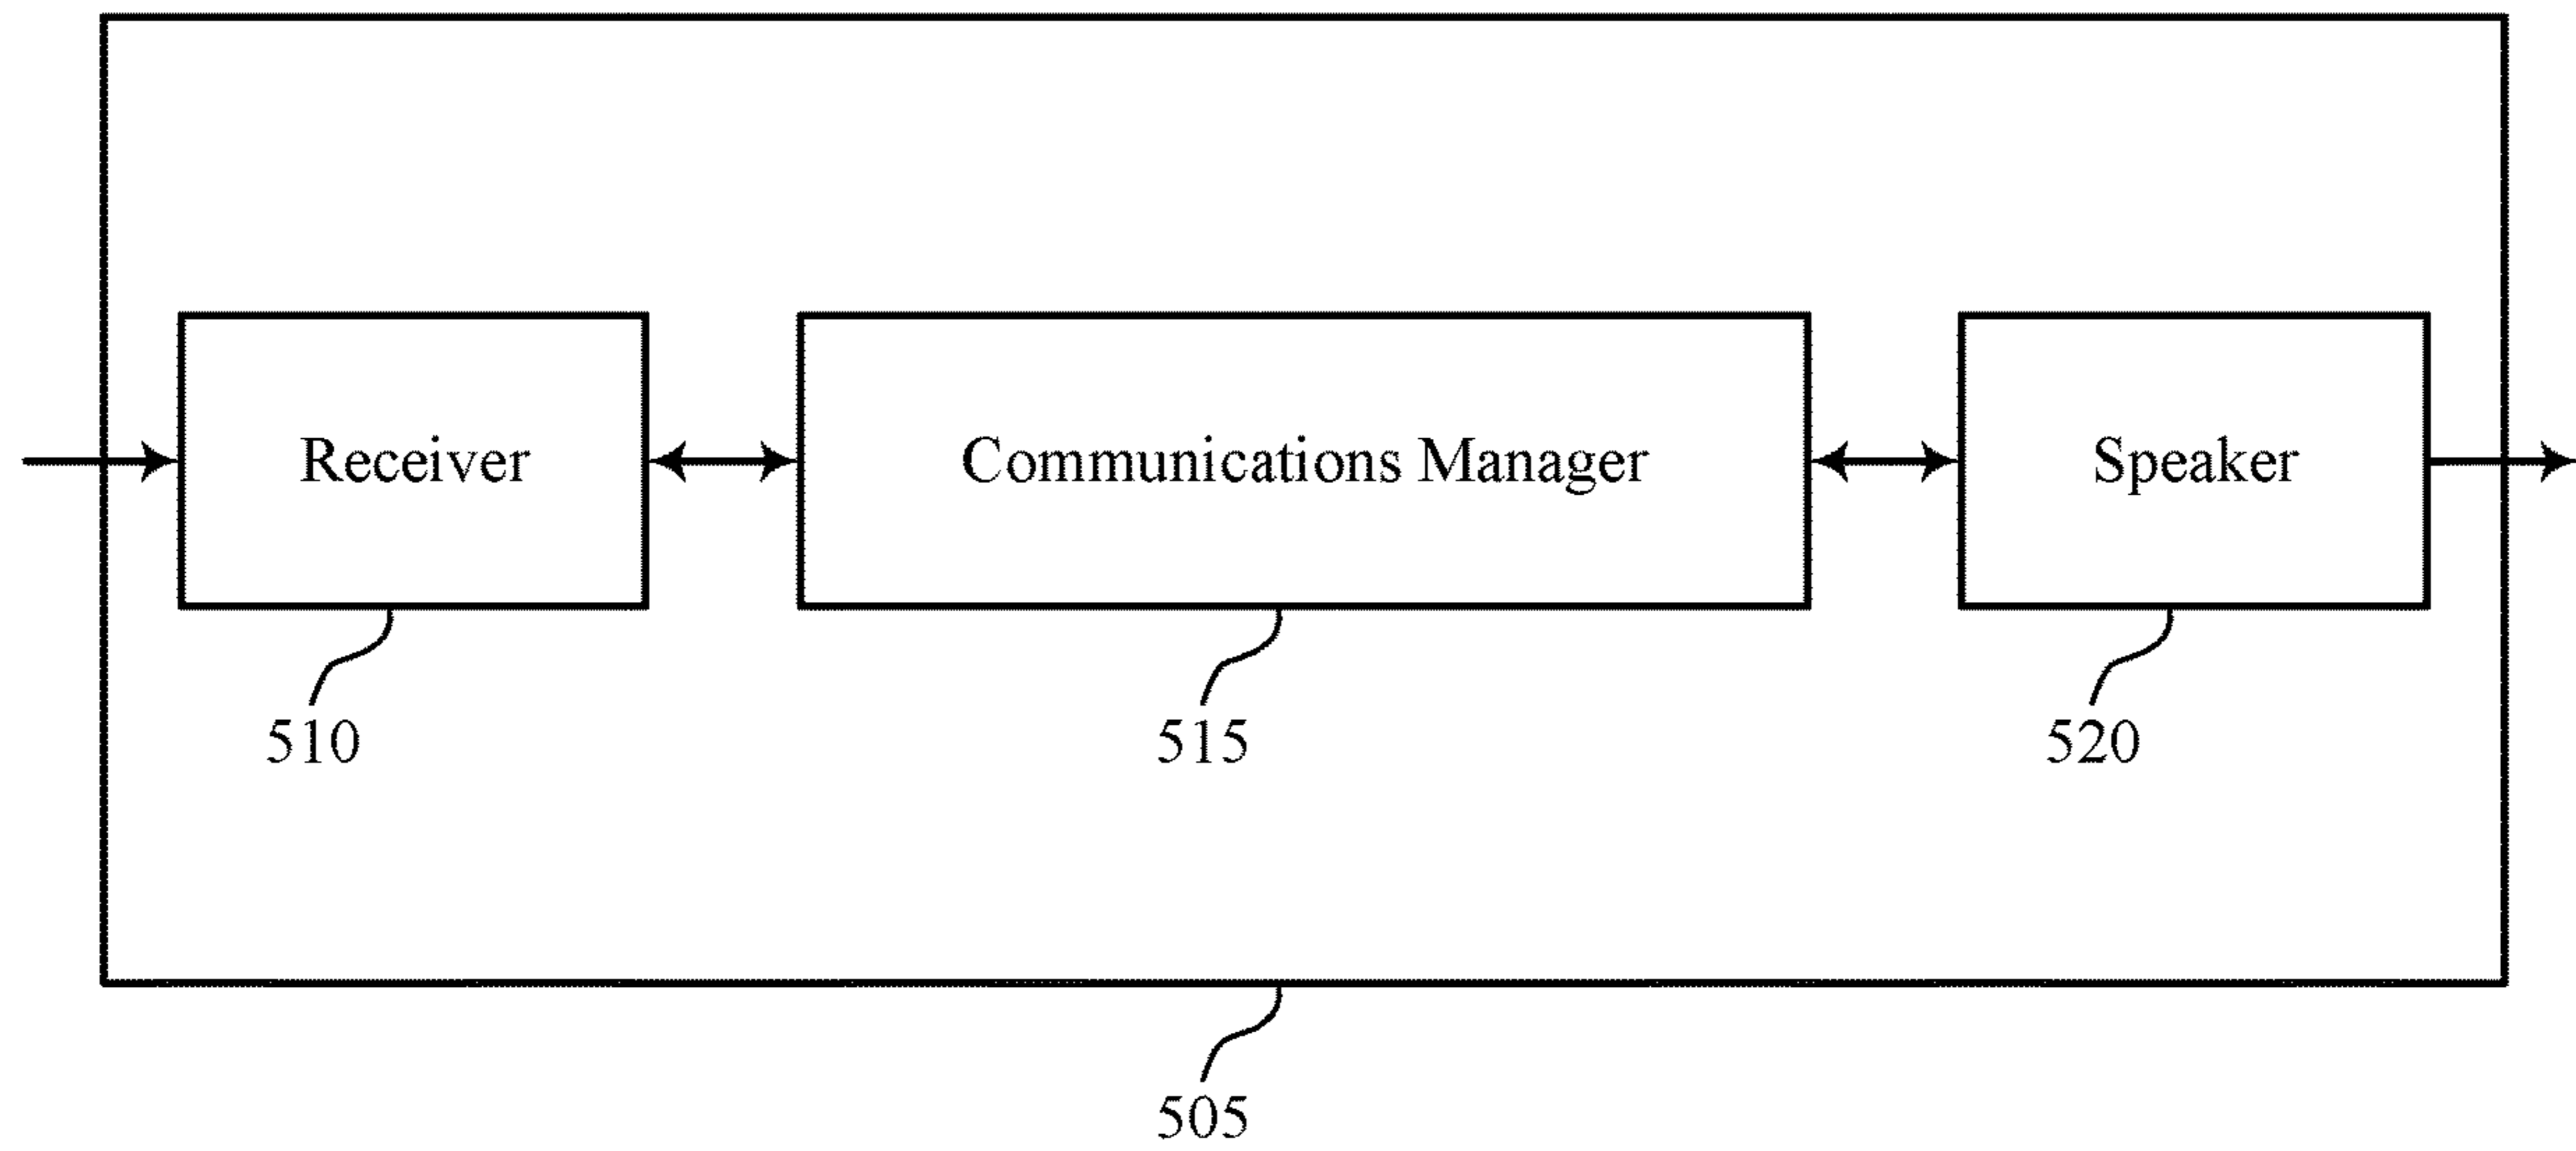 Receiver
Communications Manager
Speaker
510
515
520
505